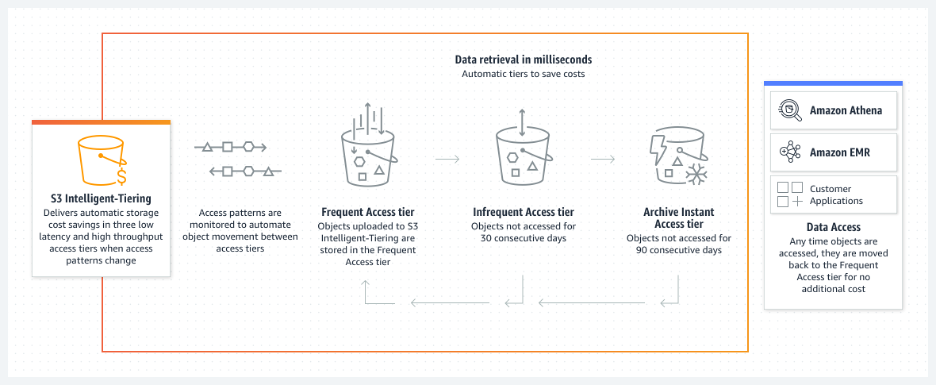 Data retrieval in milliseconds
Automatic tiers to save costs
S3 Intelligent-Tiering
Delivers automatic storage
cost savings in three low
latency and high throughput
access tiers when access
patterns change
Access patterns are
monitored to automate
object movement between
access tiers
Frequent Access tier
Objects uploaded to S3
Intelligent-Tiering are
stored in the Frequent
Access tier
Infrequent Access tier
Objects not accessed for
30 consecutive days
Archive Instant
Access tier
Objects not accessed for
90 consecutive days
Amazon Athena
Amazon EMR
Customer
Applications
Data Access
Any time objects are
accessed, they are moved
back to the Frequent
Access tier for no
additional cost